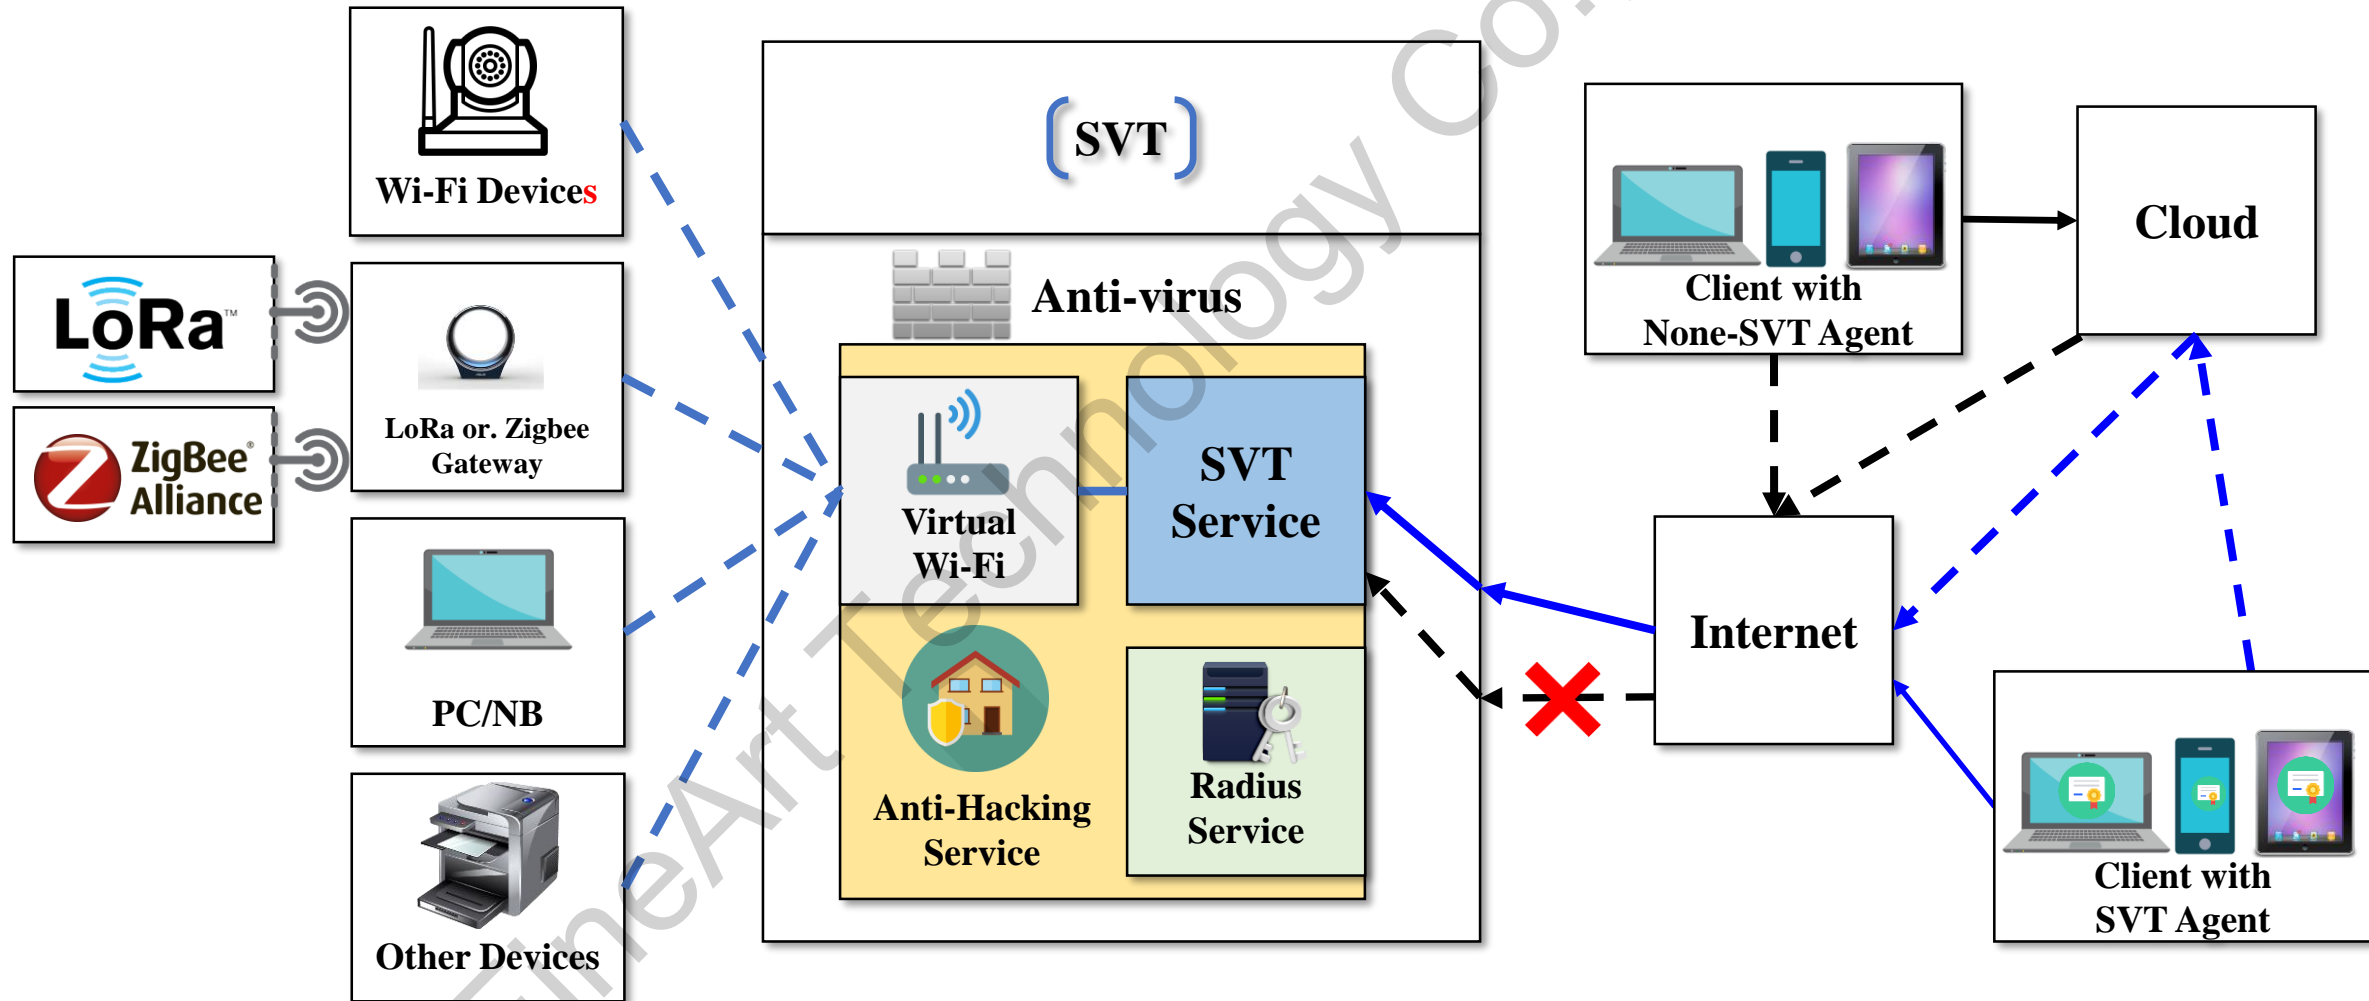 Wi-Fi Devices
LoRa™
ZigBee®
Alliance
LoRa or. Zigbee
Gateway
PC/NB
Other Devices
SVT
Anti-virus
Virtual
Wi-Fi
SVT
Service
Anti-Hacking
Service
Radius
Service
Client with
None-SVT Agent
Cloud
Internet
Client with
SVT Agent
FineArt Technology Co.